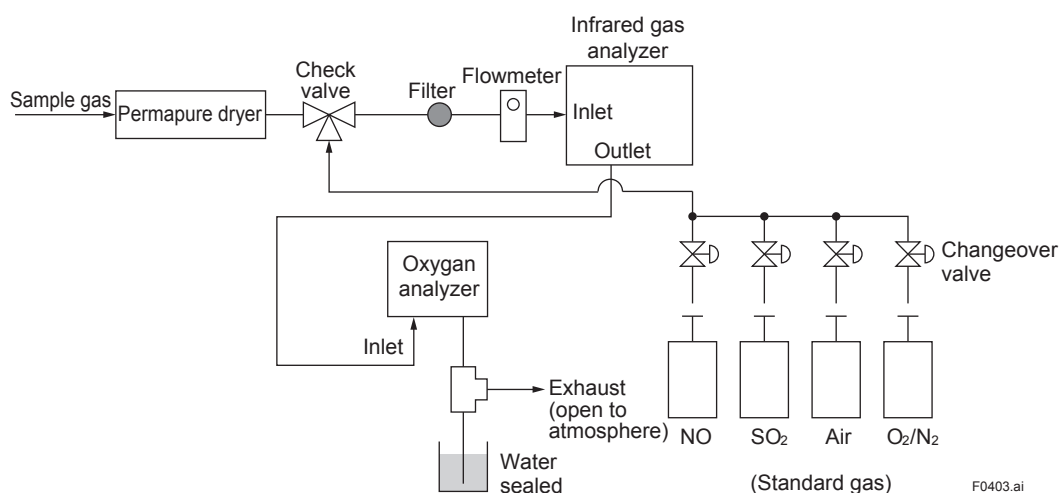 Infrared gas
analyzer
Check
valve
Filter
Flowmeter
Sample gas
Permapure dryer
Inlet
Outlet
Oxygan
analyzer
Changeover
valve
Inlet
Exhaust
(open to
atmosphere)
NO
SO₂
Air
O₂/N₂
Water
sealed
(Standard gas)
F0403.ai